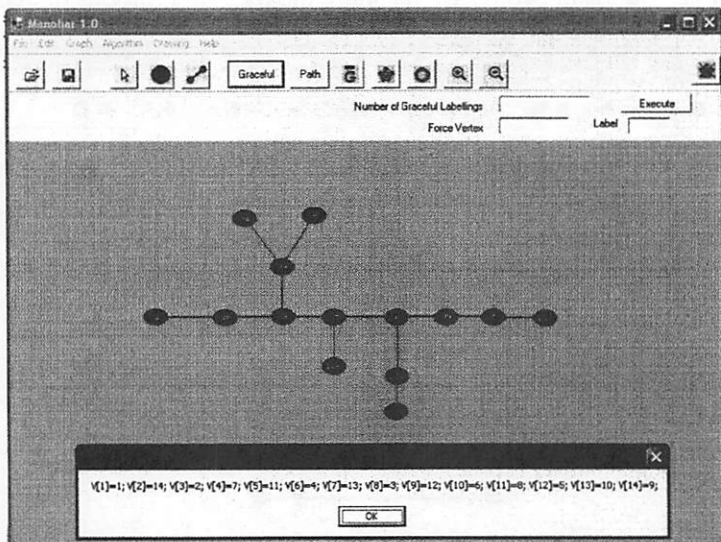 Manohar 1.0
File Edit Graph Algorithms Drawing Help
Graceful Path G
Number of Graceful Labellings Execute
Force Vertex Label
V[1]=1; V[2]=14; V[3]=2; V[4]=7; V[5]=11; V[6]=4; V[7]=13; V[8]=3; V[9]=12; V[10]=6; V[11]=8; V[12]=5; V[13]=10; V[14]=9;
OK